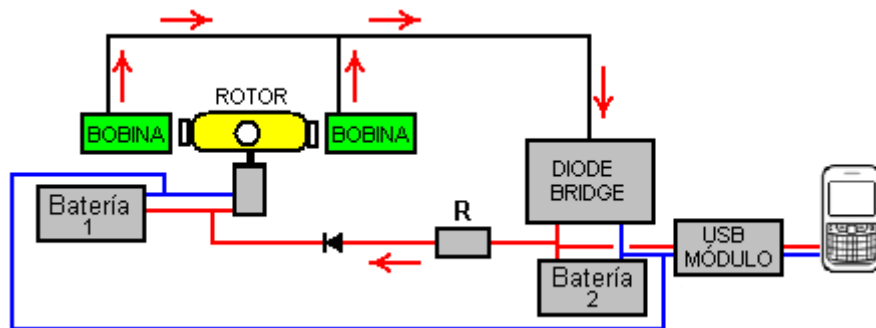 ROTOR
BOBINA
BOBINA
DIODE
BRIDGE
Batería
1
R
USB
MÓDULO
Batería
2